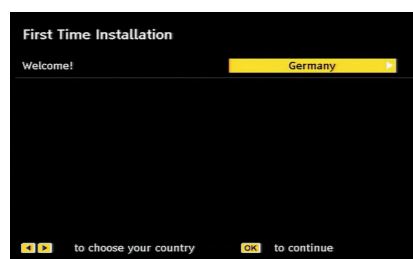 First Time Installation
Welcome! Germany
to choose your country OK to continue